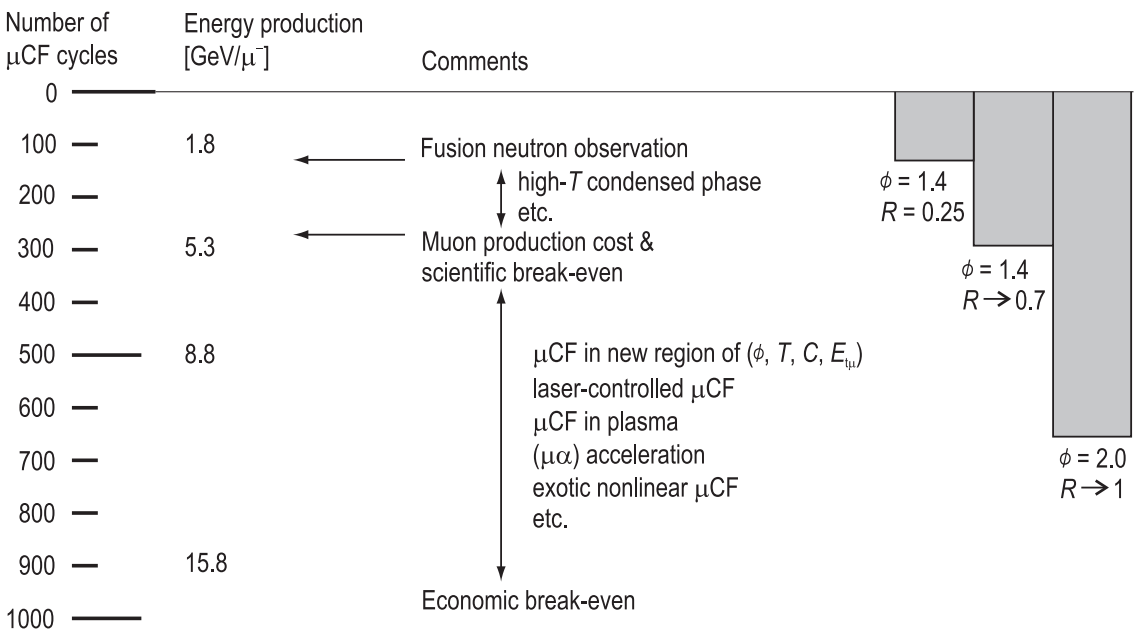 Number of
μCF cycles
Energy production
[GeV/μ⁻]
Comments
0
100
1.8
Fusion neutron observation
200
high-T condensed phase
etc.
300
5.3
Muon production cost &
scientific break-even
400
500
8.8
μCF in new region of (ϕ, T, C, Eₜμ)
laser-controlled μCF
600
μCF in plasma
700
(μα) acceleration
exotic nonlinear μCF
800
etc.
900
15.8
Economic break-even
1000
ϕ = 1.4
R = 0.25
ϕ = 1.4
R → 0.7
ϕ = 2.0
R → 1